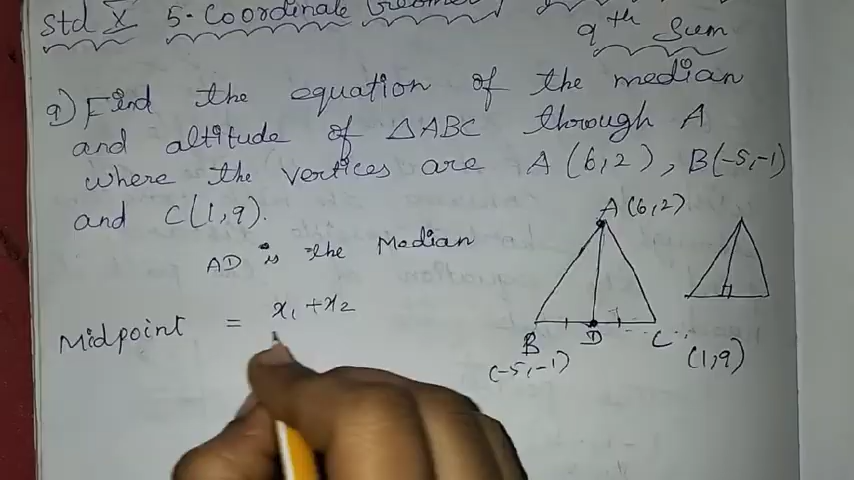 Std X 5. Coordinate Geometry
9th Sum
9) Find the equation of the median
and altitude of △ABC through A
where the vertices are A (6,2), B(-5,-1)
and C(1,9).
A (6,2)
AD is the Median
Midpoint = x₁+x₂
B D C
(-5,-1) (1,9)